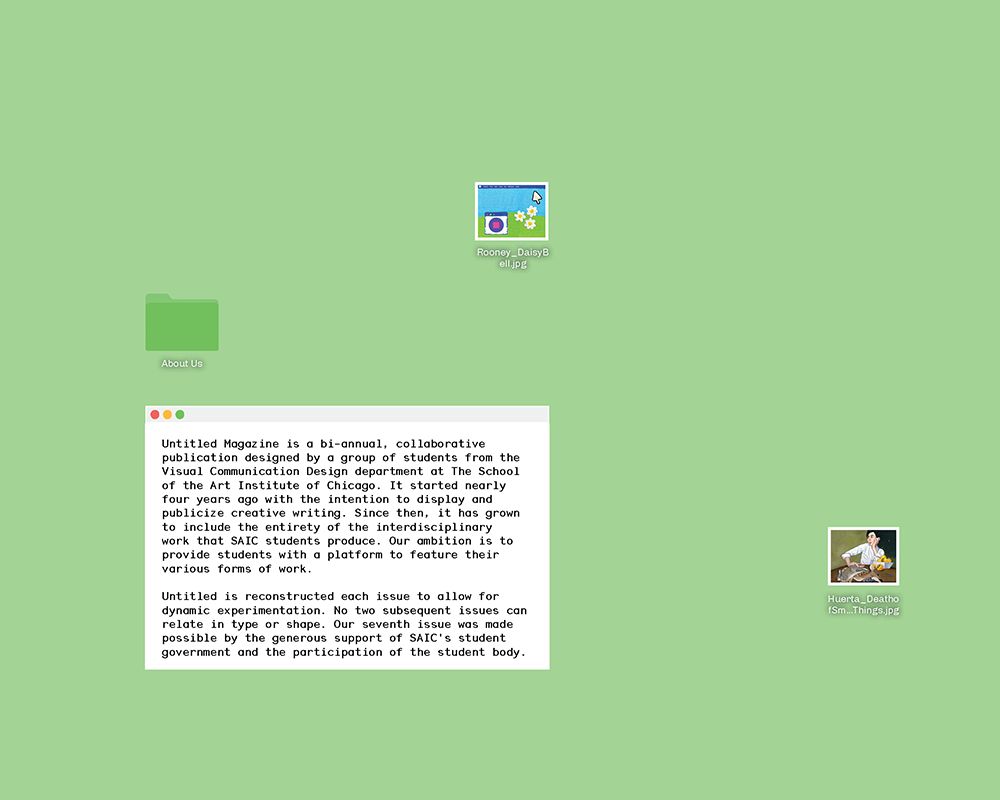 Rooney_DaisyB
ell.jpg
About Us
Untitled Magazine is a bi-annual, collaborative
publication designed by a group of students from the
Visual Communication Design department at The School
of the Art Institute of Chicago. It started nearly
four years ago with the intention to display and
publicize creative writing. Since then, it has grown
to include the entirety of the interdisciplinary
work that SAIC students produce. Our ambition is to
provide students with a platform to feature their
various forms of work.
Untitled is reconstructed each issue to allow for
dynamic experimentation. No two subsequent issues can
relate in type or shape. Our seventh issue was made
possible by the generous support of SAIC's student
government and the participation of the student body.
Huerta_Deatho
fSm...Things.jpg